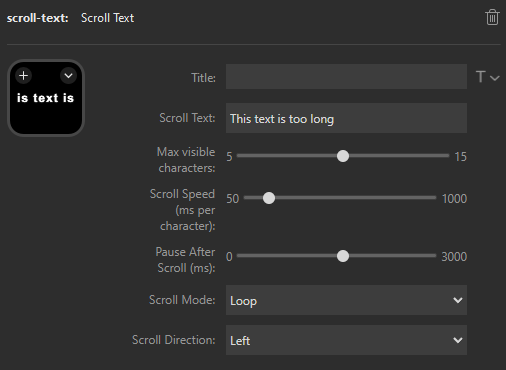 scroll-text: Scroll Text
is text is
Title:
T
Scroll Text: This text is too long
Max visible
characters:
5 15
Scroll Speed
(ms per
character):
50 1000
Pause After
Scroll (ms):
0 3000
Scroll Mode: Loop
Scroll Direction: Left